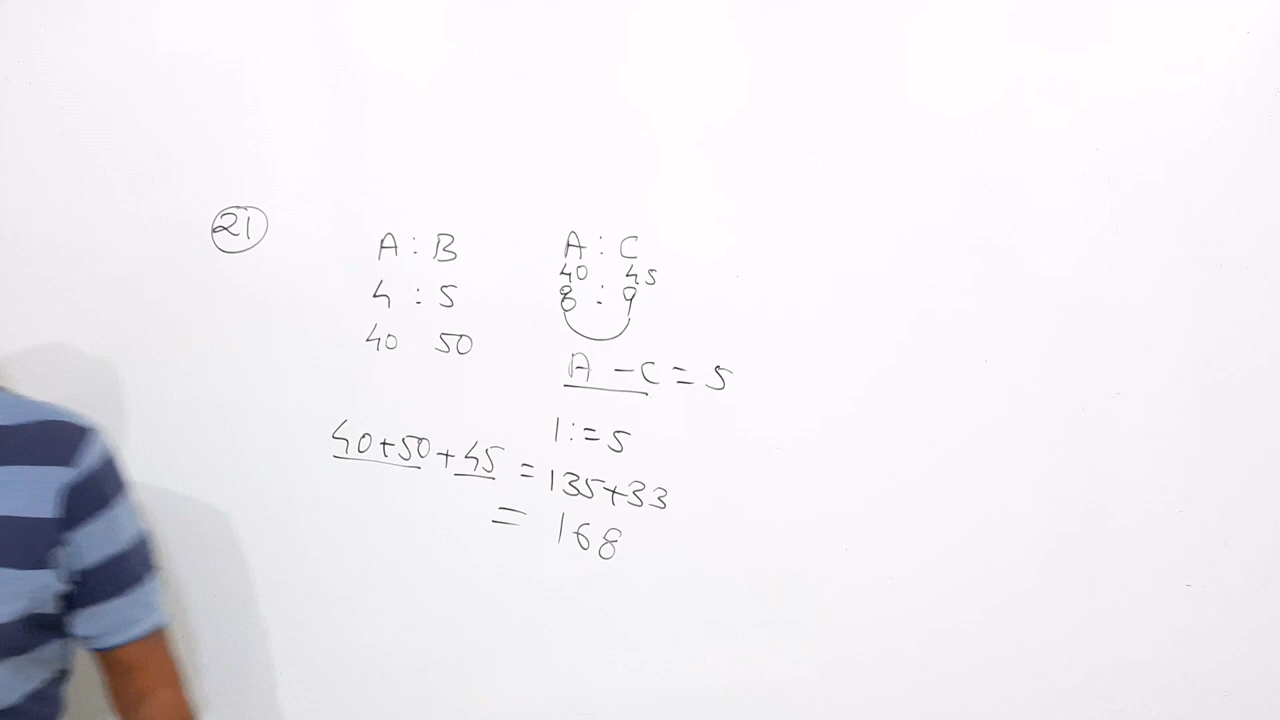 21
A : B
4 : 5
40 50
A : C
40 45
8 : 9
A - C = 5
1 : = 5
40+50+45 = 135+33
= 168